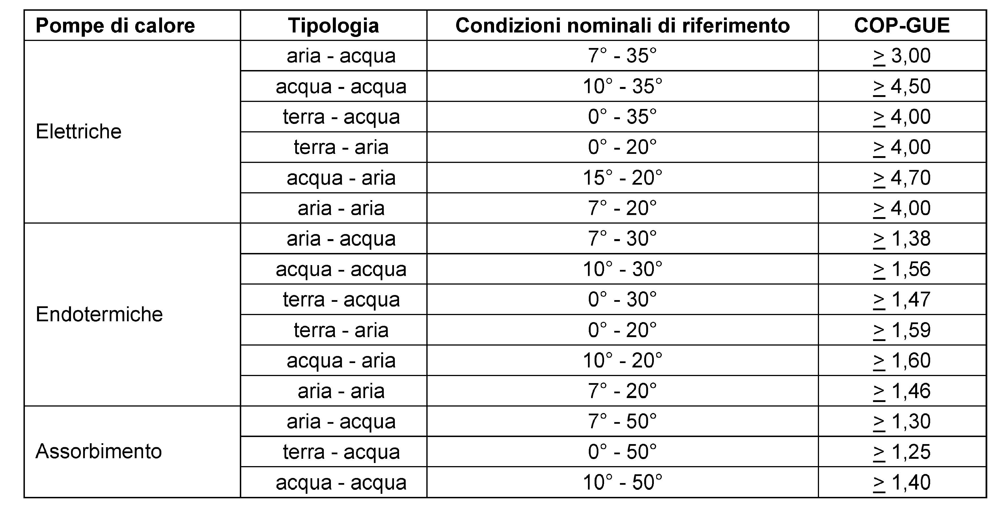 Pompe di calore Tipologia Condizioni nominali di riferimento COP-GUE
Elettriche
aria - acqua 7° - 35° ≥ 3,00
acqua - acqua 10° - 35° ≥ 4,50
terra - acqua 0° - 35° ≥ 4,00
terra - aria 0° - 20° ≥ 4,00
acqua - aria 15° - 20° ≥ 4,70
aria - aria 7° - 20° ≥ 4,00
Endotermiche
aria - acqua 7° - 30° ≥ 1,38
acqua - acqua 10° - 30° ≥ 1,56
terra - acqua 0° - 30° ≥ 1,47
terra - aria 0° - 20° ≥ 1,59
acqua - aria 10° - 20° ≥ 1,60
aria - aria 7° - 20° ≥ 1,46
Assorbimento
aria - acqua 7° - 50° ≥ 1,30
terra - acqua 0° - 50° ≥ 1,25
acqua - acqua 10° - 50° ≥ 1,40